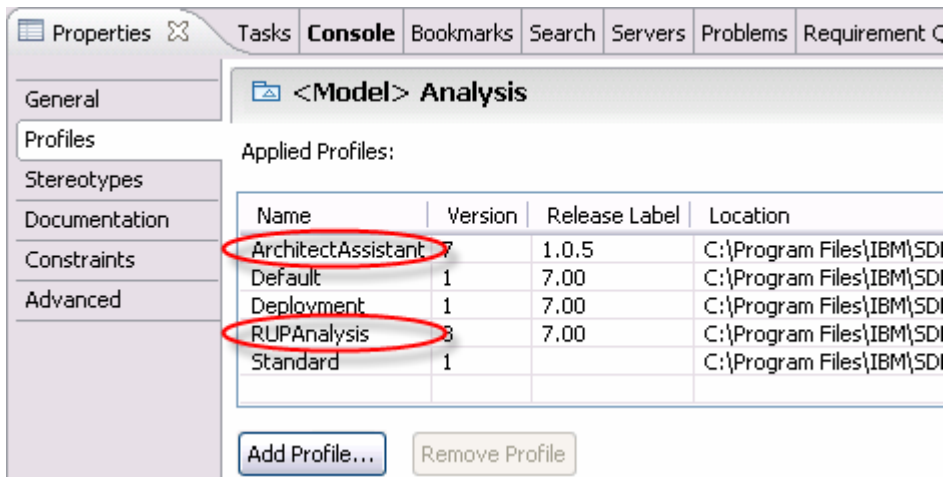 Properties Tasks Console Bookmarks Search Servers Problems Requirement
<Model> Analysis
General
Profiles
Stereotypes
Documentation
Constraints
Advanced
Applied Profiles:
Name Version Release Label Location
ArchitectAssistant 7 1.0.5 C:\Program Files\IBM\SD
Default 1 7.00 C:\Program Files\IBM\SD
Deployment 1 7.00 C:\Program Files\IBM\SD
RUPAnalysis 3 7.00 C:\Program Files\IBM\SD
Standard 1 C:\Program Files\IBM\SD
Add Profile... Remove Profile